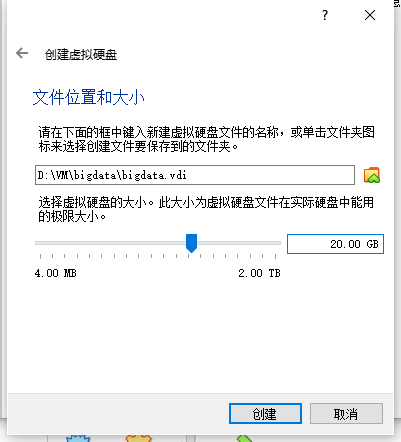 ?
创建虚拟硬盘
文件位置和大小
请在下面的框中键入新建虚拟硬盘文件的名称，或单击文件夹图
标来选择创建文件要保存到的文件夹。
D:\VM\bigdata\bigdata.vdi
选择虚拟硬盘的大小。此大小为虚拟硬盘文件在实际硬盘中能用
的极限大小。
20.00 GB
4.00 MB 2.00 TB
创建 取消